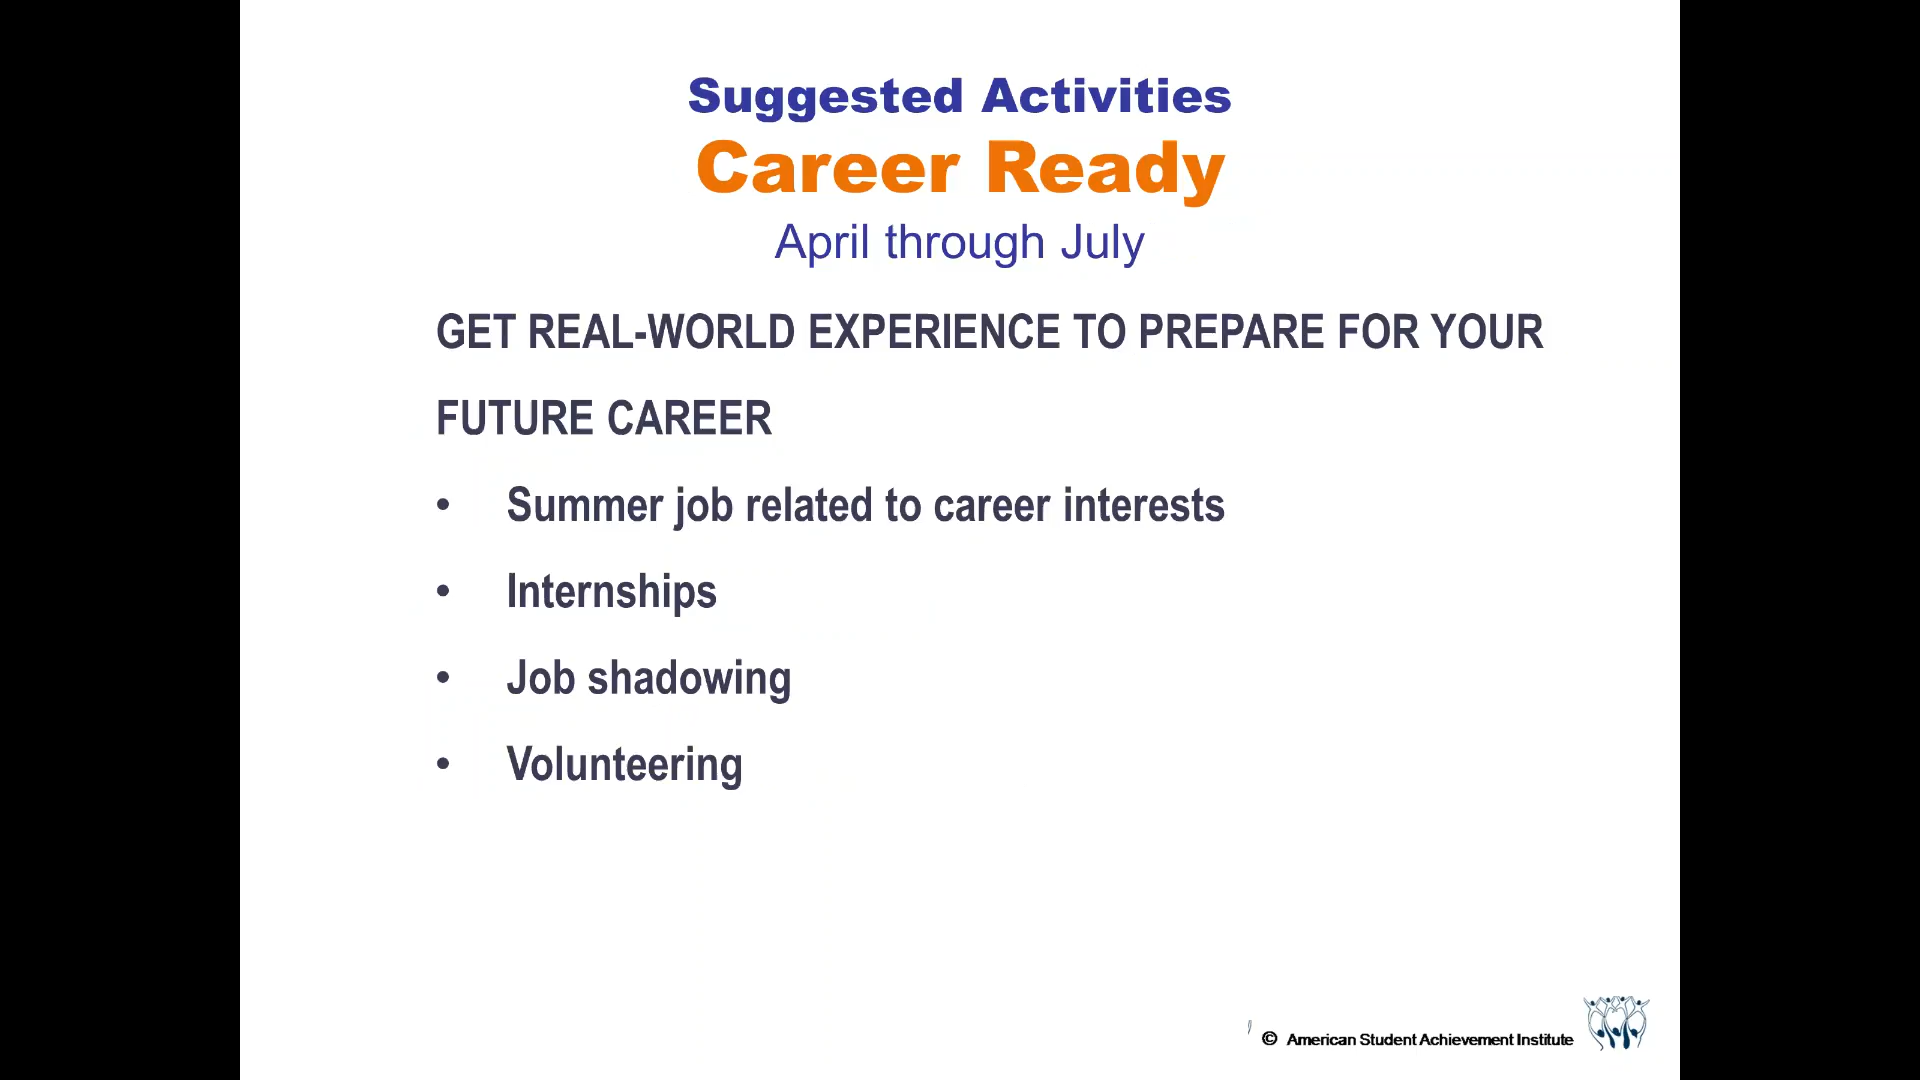 Suggested Activities
Career Ready
April through July
GET REAL-WORLD EXPERIENCE TO PREPARE FOR YOUR
FUTURE CAREER
• Summer job related to career interests
• Internships
• Job shadowing
• Volunteering
© American Student Achievement Institute